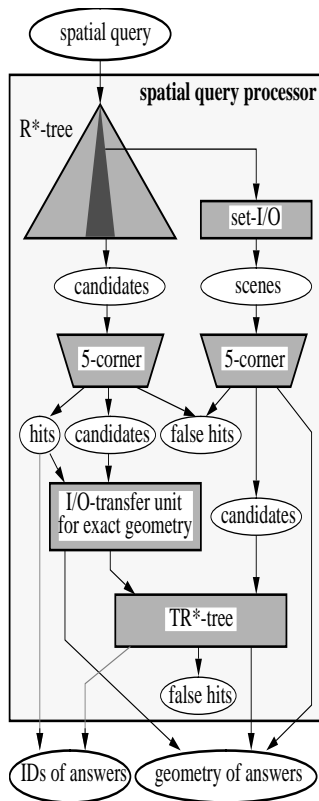 spatial query
spatial query processor
R*-tree
set-I/O
candidates
scenes
5-corner
5-corner
hits
candidates
false hits
I/O-transfer unit
for exact geometry
candidates
TR*-tree
false hits
IDs of answers
geometry of answers